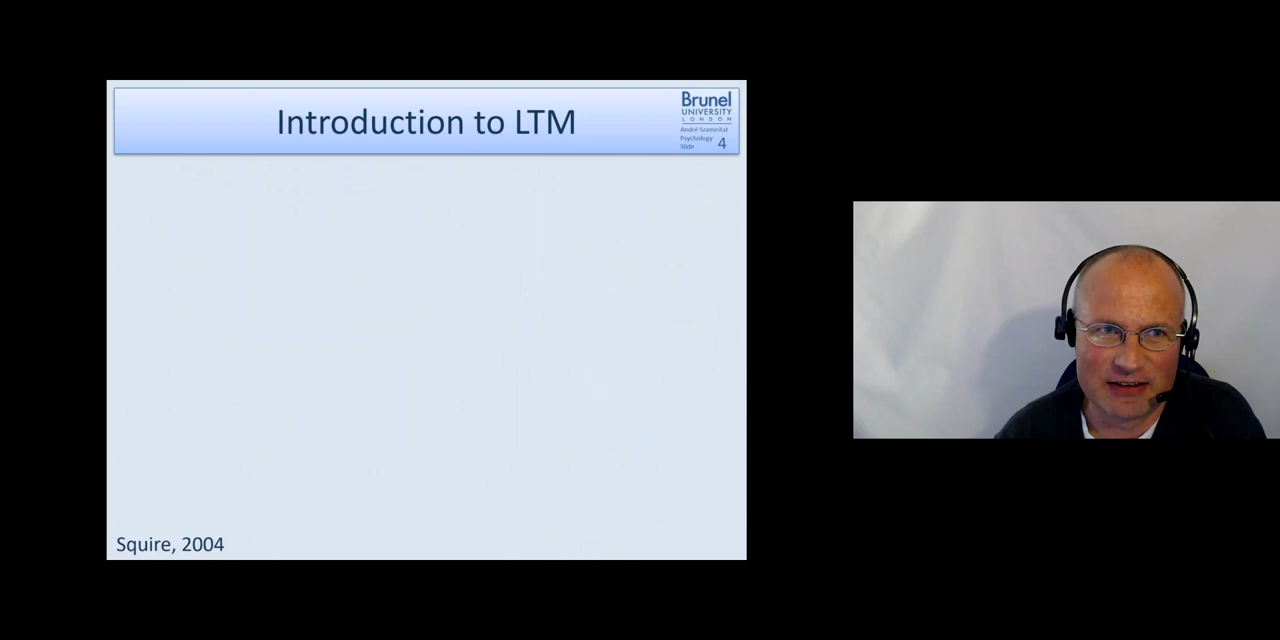 Introduction to LTM
Brunel
UNIVERSITY
LONDON
André Szameitat
Psychology
Slide 4
Squire, 2004